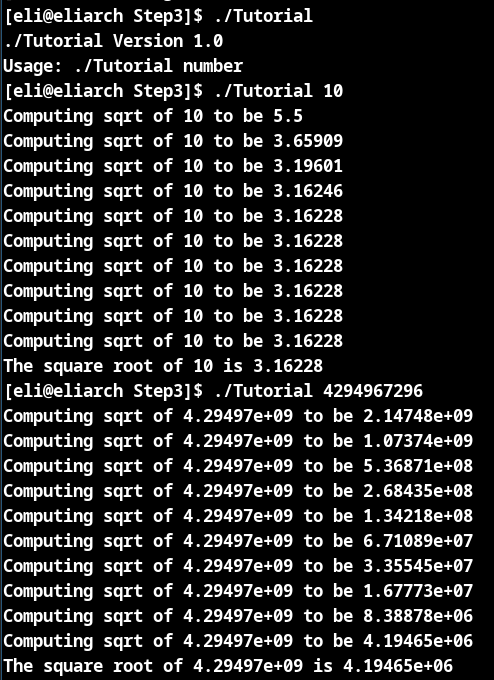 [eli@eliarch Step3]$ ./Tutorial
./Tutorial Version 1.0
Usage: ./Tutorial number
[eli@eliarch Step3]$ ./Tutorial 10
Computing sqrt of 10 to be 5.5
Computing sqrt of 10 to be 3.65909
Computing sqrt of 10 to be 3.19601
Computing sqrt of 10 to be 3.16246
Computing sqrt of 10 to be 3.16228
Computing sqrt of 10 to be 3.16228
Computing sqrt of 10 to be 3.16228
Computing sqrt of 10 to be 3.16228
Computing sqrt of 10 to be 3.16228
Computing sqrt of 10 to be 3.16228
The square root of 10 is 3.16228
[eli@eliarch Step3]$ ./Tutorial 4294967296
Computing sqrt of 4.29497e+09 to be 2.14748e+09
Computing sqrt of 4.29497e+09 to be 1.07374e+09
Computing sqrt of 4.29497e+09 to be 5.36871e+08
Computing sqrt of 4.29497e+09 to be 2.68435e+08
Computing sqrt of 4.29497e+09 to be 1.34218e+08
Computing sqrt of 4.29497e+09 to be 6.71089e+07
Computing sqrt of 4.29497e+09 to be 3.35545e+07
Computing sqrt of 4.29497e+09 to be 1.67773e+07
Computing sqrt of 4.29497e+09 to be 8.38878e+06
Computing sqrt of 4.29497e+09 to be 4.19465e+06
The square root of 4.29497e+09 is 4.19465e+06